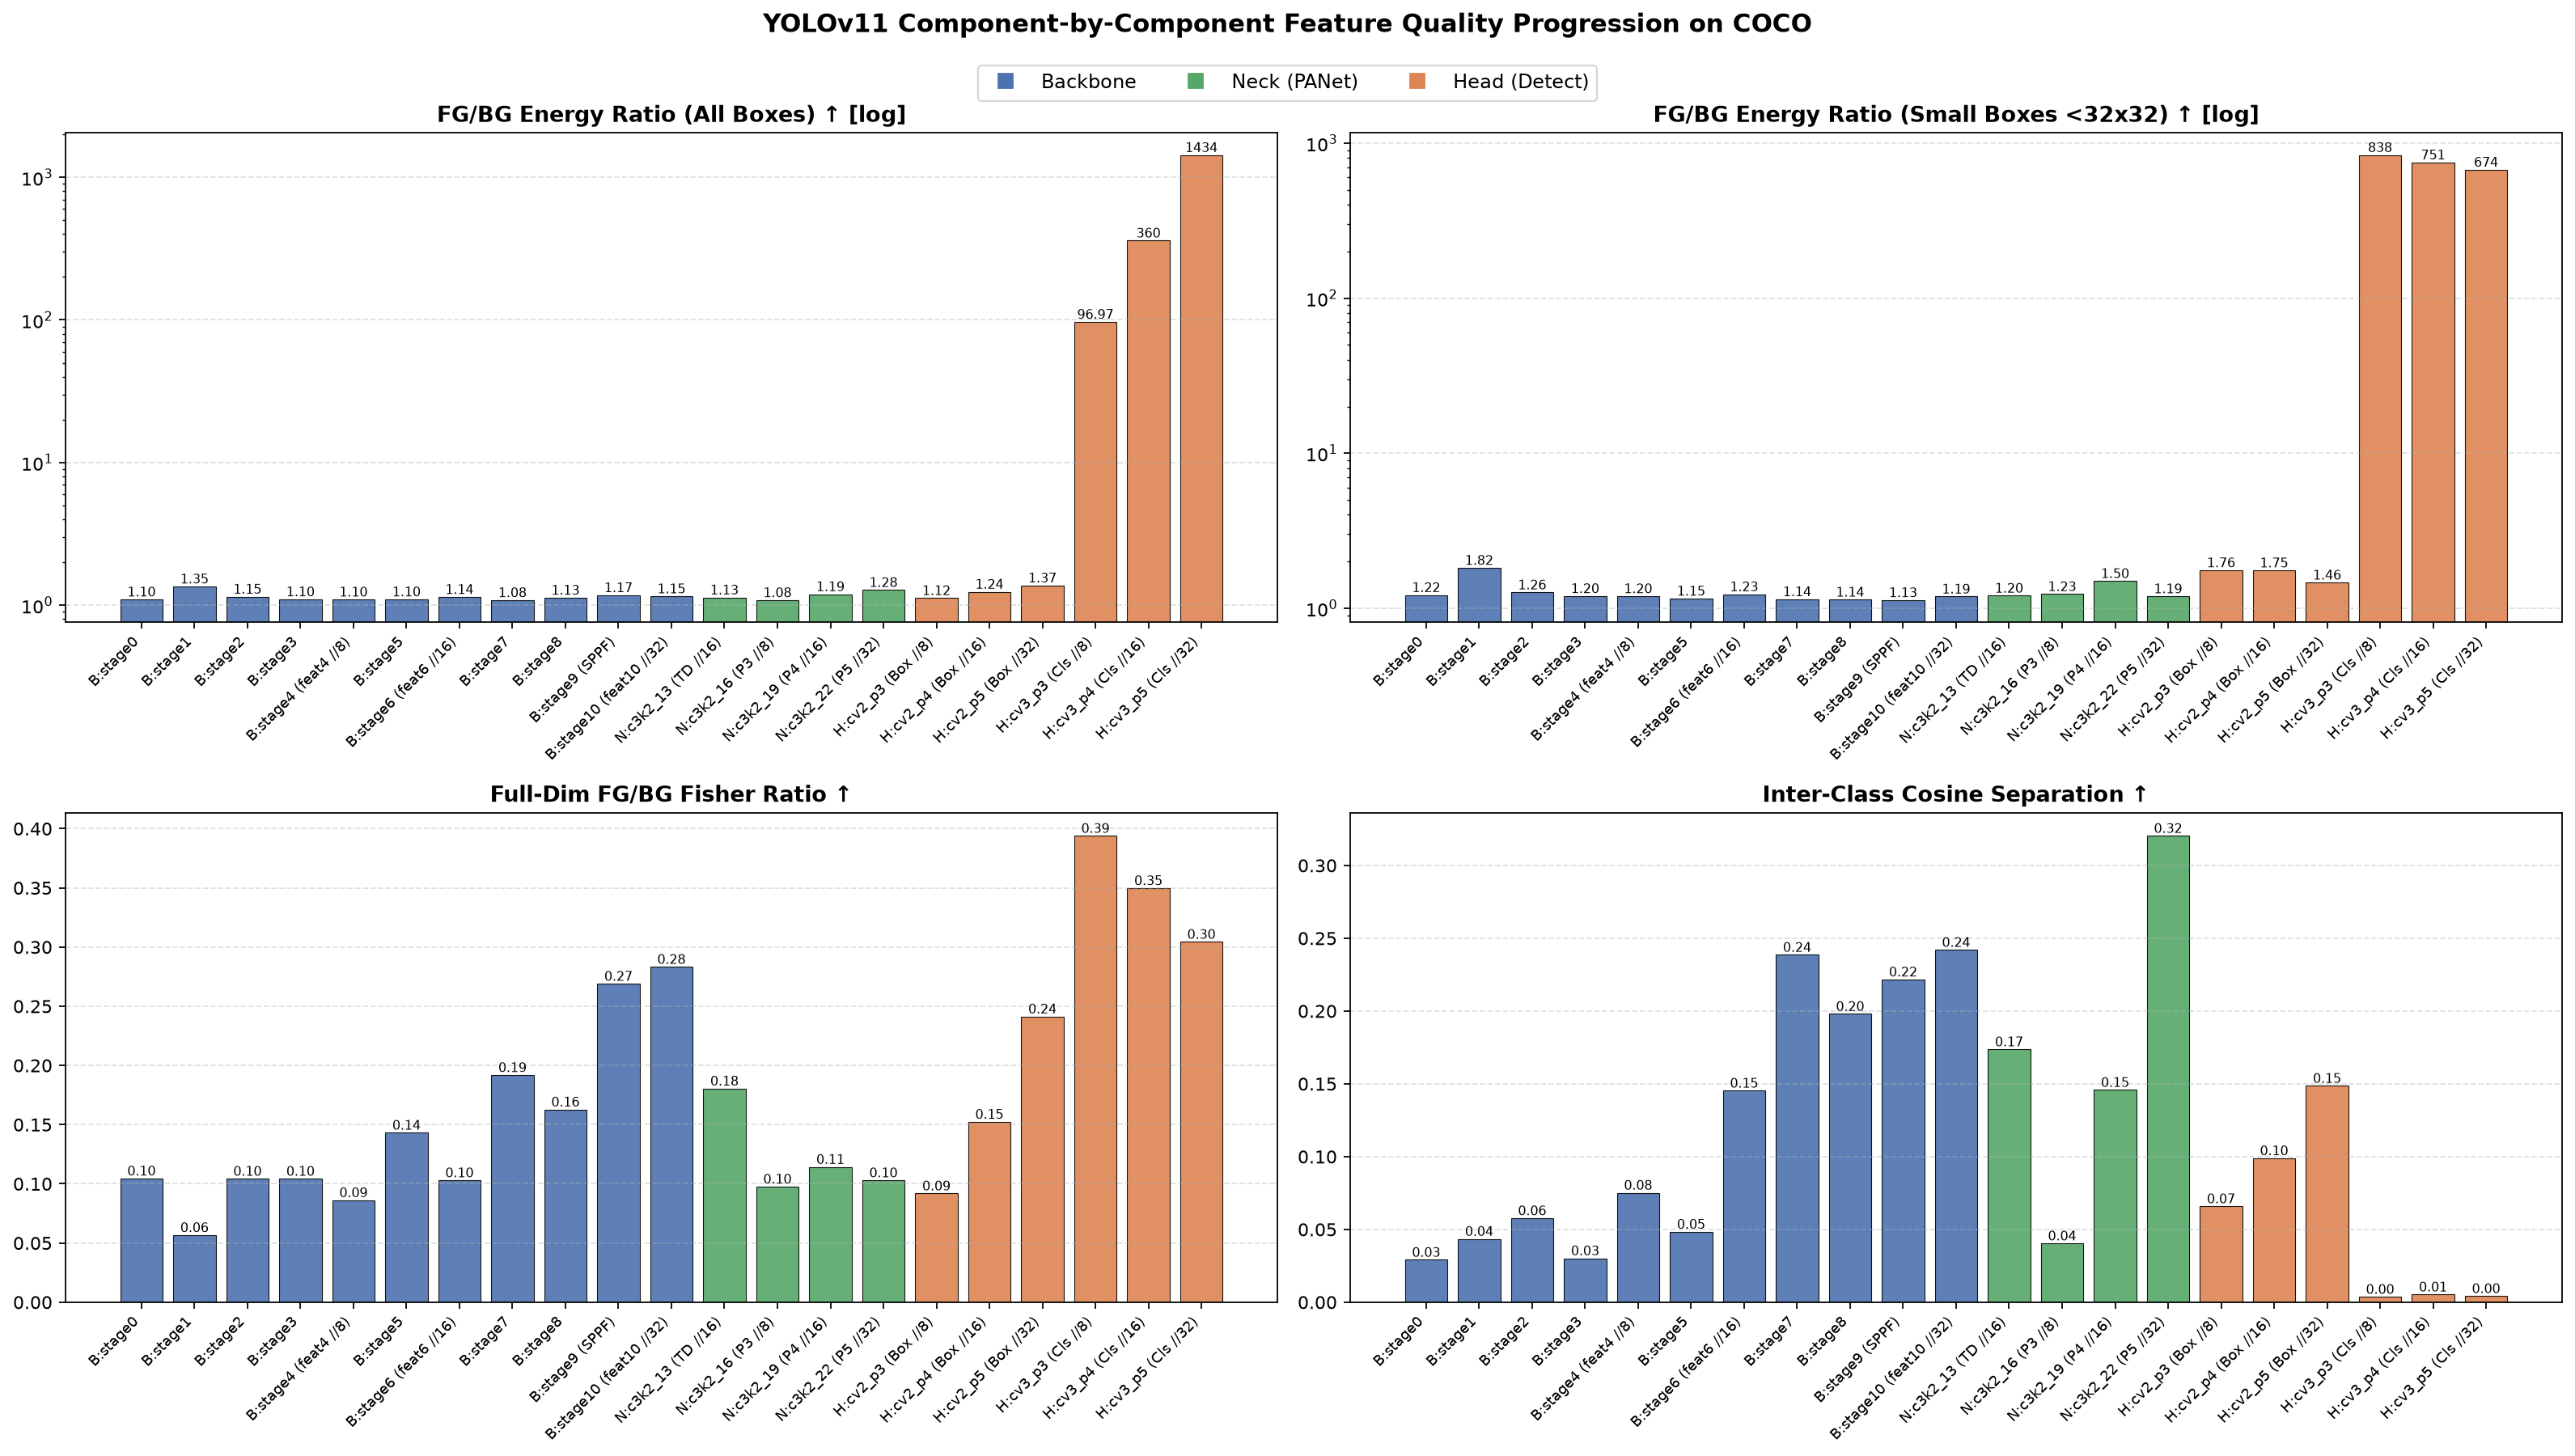 YOLOv11 Component-by-Component Feature Quality Progression on COCO
Backbone Neck (PANet) Head (Detect)
FG/BG Energy Ratio (All Boxes) ↑ [log]
10³
10²
10¹
10⁰
1.10 1.35 1.15 1.10 1.10 1.10 1.14 1.08 1.13 1.17 1.15 1.13 1.08 1.19 1.28 1.12 1.24 1.37 96.97 360 1434
B:stage0
B:stage1
B:stage2
B:stage3
B:stage4 (feat4 //8)
B:stage5
B:stage6 (feat6 //16)
B:stage7
B:stage8
B:stage9 (SPPF)
B:stage10 (feat10 //32)
N:c3k2_13 (TD //16)
N:c3k2_16 (P3 //8)
N:c3k2_19 (P4 //16)
N:c3k2_22 (P5 //32)
H:cv2_p3 (Box //8)
H:cv2_p4 (Box //16)
H:cv2_p5 (Box //32)
H:cv3_p3 (Cls //8)
H:cv3_p4 (Cls //16)
H:cv3_p5 (Cls //32)
FG/BG Energy Ratio (Small Boxes <32x32) ↑ [log]
10³
10²
10¹
10⁰
1.22 1.82 1.26 1.20 1.20 1.15 1.23 1.14 1.14 1.13 1.19 1.20 1.23 1.50 1.19 1.76 1.75 1.46 838 751 674
B:stage0
B:stage1
B:stage2
B:stage3
B:stage4 (feat4 //8)
B:stage5
B:stage6 (feat6 //16)
B:stage7
B:stage8
B:stage9 (SPPF)
B:stage10 (feat10 //32)
N:c3k2_13 (TD //16)
N:c3k2_16 (P3 //8)
N:c3k2_19 (P4 //16)
N:c3k2_22 (P5 //32)
H:cv2_p3 (Box //8)
H:cv2_p4 (Box //16)
H:cv2_p5 (Box //32)
H:cv3_p3 (Cls //8)
H:cv3_p4 (Cls //16)
H:cv3_p5 (Cls //32)
Full-Dim FG/BG Fisher Ratio ↑
0.40
0.35
0.30
0.25
0.20
0.15
0.10
0.05
0.00
0.10 0.06 0.10 0.10 0.09 0.14 0.10 0.19 0.16 0.27 0.28 0.18 0.10 0.11 0.10 0.09 0.15 0.24 0.39 0.35 0.30
B:stage0
B:stage1
B:stage2
B:stage3
B:stage4 (feat4 //8)
B:stage5
B:stage6 (feat6 //16)
B:stage7
B:stage8
B:stage9 (SPPF)
B:stage10 (feat10 //32)
N:c3k2_13 (TD //16)
N:c3k2_16 (P3 //8)
N:c3k2_19 (P4 //16)
N:c3k2_22 (P5 //32)
H:cv2_p3 (Box //8)
H:cv2_p4 (Box //16)
H:cv2_p5 (Box //32)
H:cv3_p3 (Cls //8)
H:cv3_p4 (Cls //16)
H:cv3_p5 (Cls //32)
Inter-Class Cosine Separation ↑
0.30
0.25
0.20
0.15
0.10
0.05
0.00
0.03 0.04 0.06 0.03 0.08 0.05 0.15 0.24 0.20 0.22 0.24 0.17 0.04 0.15 0.32 0.07 0.10 0.15 0.00 0.01 0.00
B:stage0
B:stage1
B:stage2
B:stage3
B:stage4 (feat4 //8)
B:stage5
B:stage6 (feat6 //16)
B:stage7
B:stage8
B:stage9 (SPPF)
B:stage10 (feat10 //32)
N:c3k2_13 (TD //16)
N:c3k2_16 (P3 //8)
N:c3k2_19 (P4 //16)
N:c3k2_22 (P5 //32)
H:cv2_p3 (Box //8)
H:cv2_p4 (Box //16)
H:cv2_p5 (Box //32)
H:cv3_p3 (Cls //8)
H:cv3_p4 (Cls //16)
H:cv3_p5 (Cls //32)